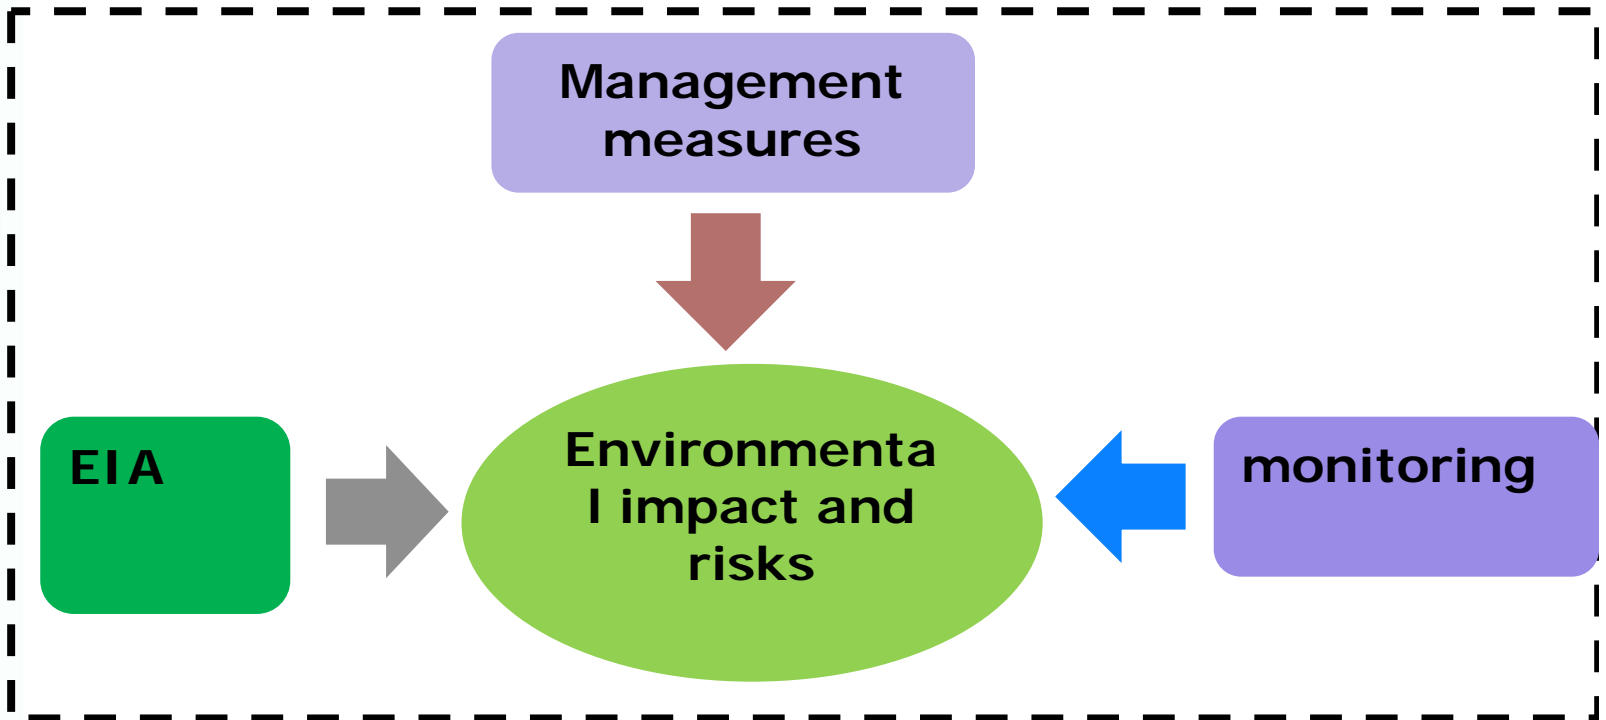 Management
measures
EIA
Environmenta
l impact and
risks
monitoring